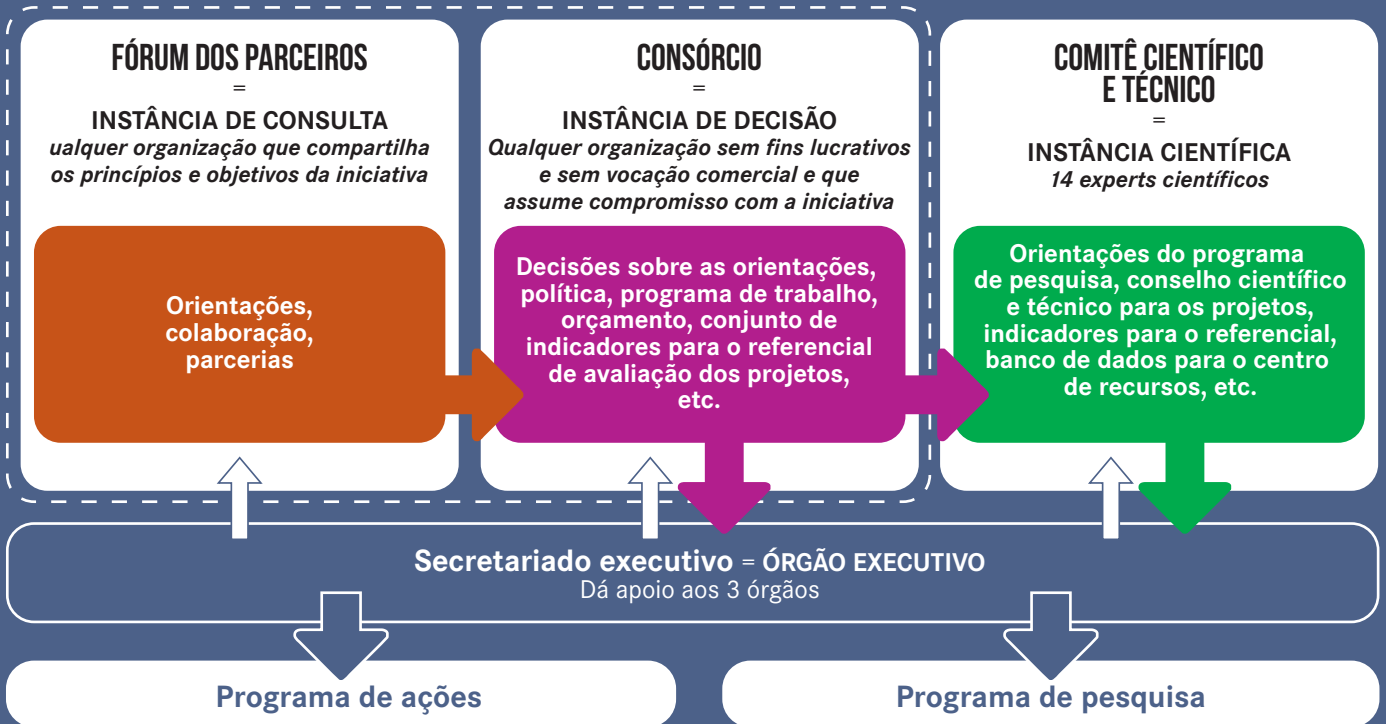 FÓRUM DOS PARCEIROS
=
INSTÂNCIA DE CONSULTA
ualquer organização que compartilha
os princípios e objetivos da iniciativa
Orientações,
colaboração,
parcerias
CONSÓRCIO
=
INSTÂNCIA DE DECISÃO
Qualquer organização sem fins lucrativos
e sem vocação comercial e que
assume compromisso com a iniciativa
Decisões sobre as orientações,
política, programa de trabalho,
orçamento, conjunto de
indicadores para o referencial
de avaliação dos projetos,
etc.
COMITÊ CIENTÍFICO
E TÉCNICO
=
INSTÂNCIA CIENTÍFICA
14 experts científicos
Orientações do programa
de pesquisa, conselho científico
e técnico para os projetos,
indicadores para o referencial,
banco de dados para o centro
de recursos, etc.
Secretariado executivo = ÓRGÃO EXECUTIVO
Dá apoio aos 3 órgãos
Programa de ações
Programa de pesquisa